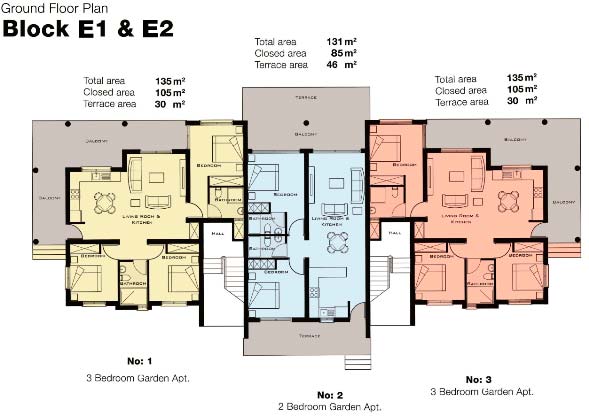 Ground Floor Plan
Block E1 & E2
Total area 131 m²
Closed area 85 m²
Terrace area 46 m²
Total area 135 m²
Closed area 105 m²
Terrace area 30 m²
Total area 135 m²
Closed area 105 m²
Terrace area 30 m²
TERRACE
BALCONY
BALCONY
BALCONY
BEDROOM
BEDROOM
BEDROOM
BALCONY
BATHROOM
LIVING ROOM &
KITCHEN
BATHROOM
LIVING ROOM &
KITCHEN
LIVING ROOM &
KITCHEN
BALCONY
HALL
HALL
BATHROOM
BEDROOM
BEDROOM
BEDROOM
BEDROOM
BEDROOM
BATHROOM
BATHROOM
TERRACE
No: 1
3 Bedroom Garden Apt.
No: 2
2 Bedroom Garden Apt.
No: 3
3 Bedroom Garden Apt.